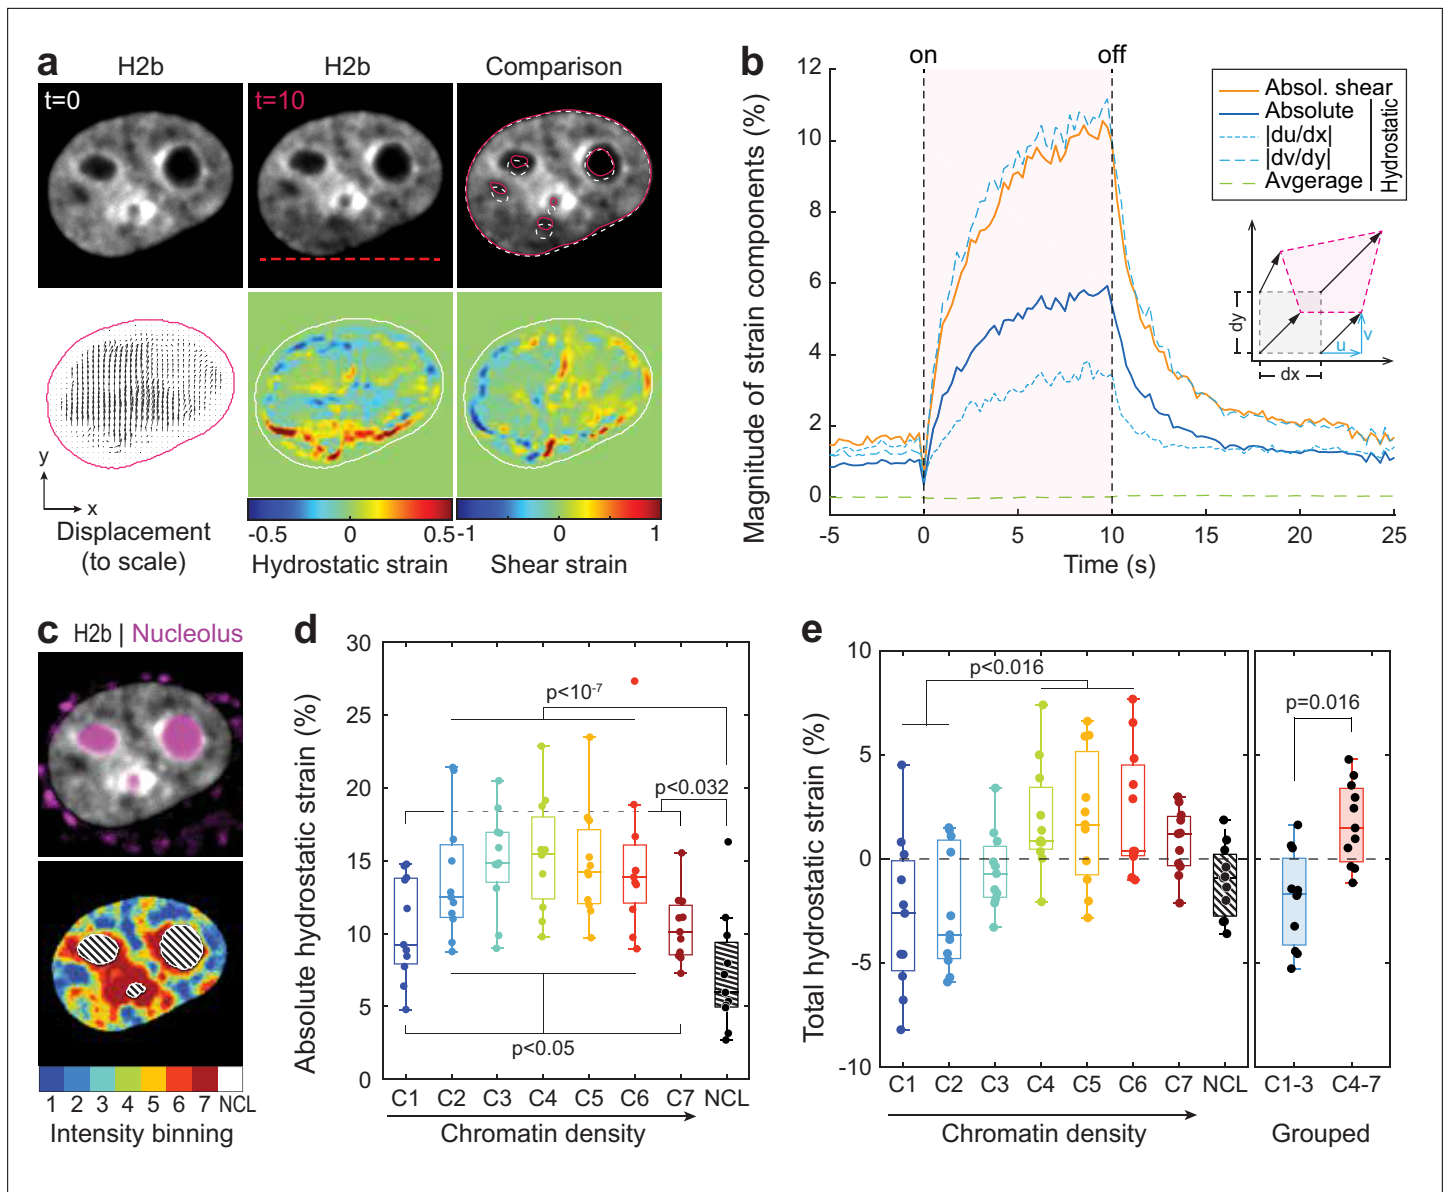 a
H2b
H2b
Comparison
t=0
t=10
y
x
Displacement
(to scale)
-0.5
0
0.5
Hydrostatic strain
-1
0
1
Shear strain
b
on
off
12
10
8
6
4
2
0
Magnitude of strain components (%)
-5
0
5
10
15
20
25
Time (s)
Absol. shear
Absolute
|du/dx|
|dv/dy|
Avgerage
Hydrostatic
dy
dx
u
v
c
H2b | Nucleolus
1 2 3 4 5 6 7 NCL
Intensity binning
d
30
25
20
15
10
5
0
Absolute hydrostatic strain (%)
p<10-7
p<0.032
p<0.05
C1 C2 C3 C4 C5 C6 C7 NCL
Chromatin density
e
10
5
0
-5
-10
Total hydrostatic strain (%)
p<0.016
p=0.016
C1 C2 C3 C4 C5 C6 C7 NCL
C1-3 C4-7
Chromatin density
Grouped